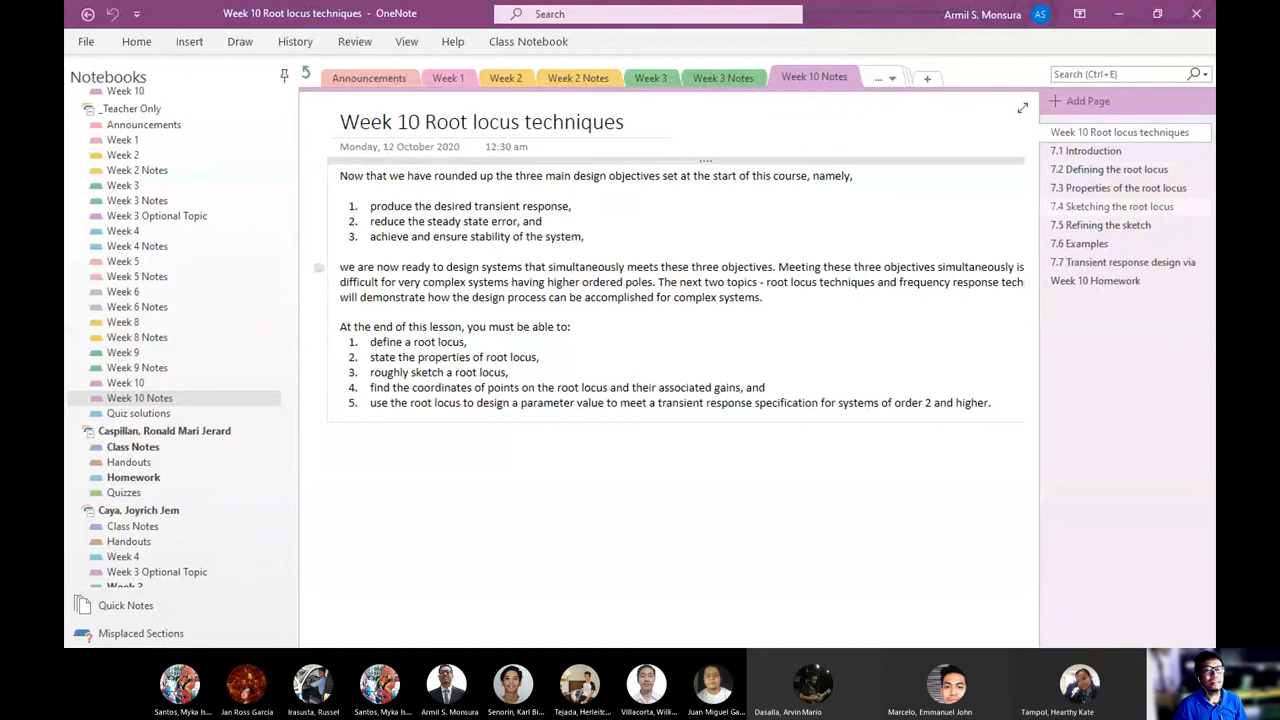 Week 10 Root locus techniques - OneNote
Search
Armil S. Monsura
AS
File
Home
Insert
Draw
History
Review
View
Help
Class Notebook
Notebooks
Week 10
_Teacher Only
Announcements
Week 1
Week 2
Week 2 Notes
Week 3
Week 3 Notes
Week 3 Optional Topic
Week 4
Week 4 Notes
Week 5
Week 5 Notes
Week 6
Week 6 Notes
Week 8
Week 8 Notes
Week 9
Week 9 Notes
Week 10
Week 10 Notes
Quiz solutions
Caspillan, Ronald Mari Jerard
Class Notes
Handouts
Homework
Quizzes
Caya, Joyrich Jem
Class Notes
Handouts
Week 4
Week 3 Optional Topic
Quick Notes
Misplaced Sections
Announcements
Week 1
Week 2
Week 2 Notes
Week 3
Week 3 Notes
Week 10 Notes
...
+
Week 10 Root locus techniques
Monday, 12 October 2020 12:30 am
Now that we have rounded up the three main design objectives set at the start of this course, namely,
1. produce the desired transient response,
2. reduce the steady state error, and
3. achieve and ensure stability of the system,
we are now ready to design systems that simultaneously meets these three objectives. Meeting these three objectives simultaneously is
difficult for very complex systems having higher ordered poles. The next two topics - root locus techniques and frequency response tech
will demonstrate how the design process can be accomplished for complex systems.
At the end of this lesson, you must be able to:
1. define a root locus,
2. state the properties of root locus,
3. roughly sketch a root locus,
4. find the coordinates of points on the root locus and their associated gains, and
5. use the root locus to design a parameter value to meet a transient response specification for systems of order 2 and higher.
Search (Ctrl+E)
Add Page
Week 10 Root locus techniques
7.1 Introduction
7.2 Defining the root locus
7.3 Properties of the root locus
7.4 Sketching the root locus
7.5 Refining the sketch
7.6 Examples
7.7 Transient response design via
Week 10 Homework
Santos, Myka Is...
Jan Ross Garcia
Irasusta, Russel
Santos, Myka Is...
Armil S. Monsura
Senorin, Karl Bi...
Tejada, Herleitc...
Villacorta, Willi...
Juan Miguel Ga...
Dasalla, Arvin Mario
Marcelo, Emmanuel John
Tampol, Hearthy Kate